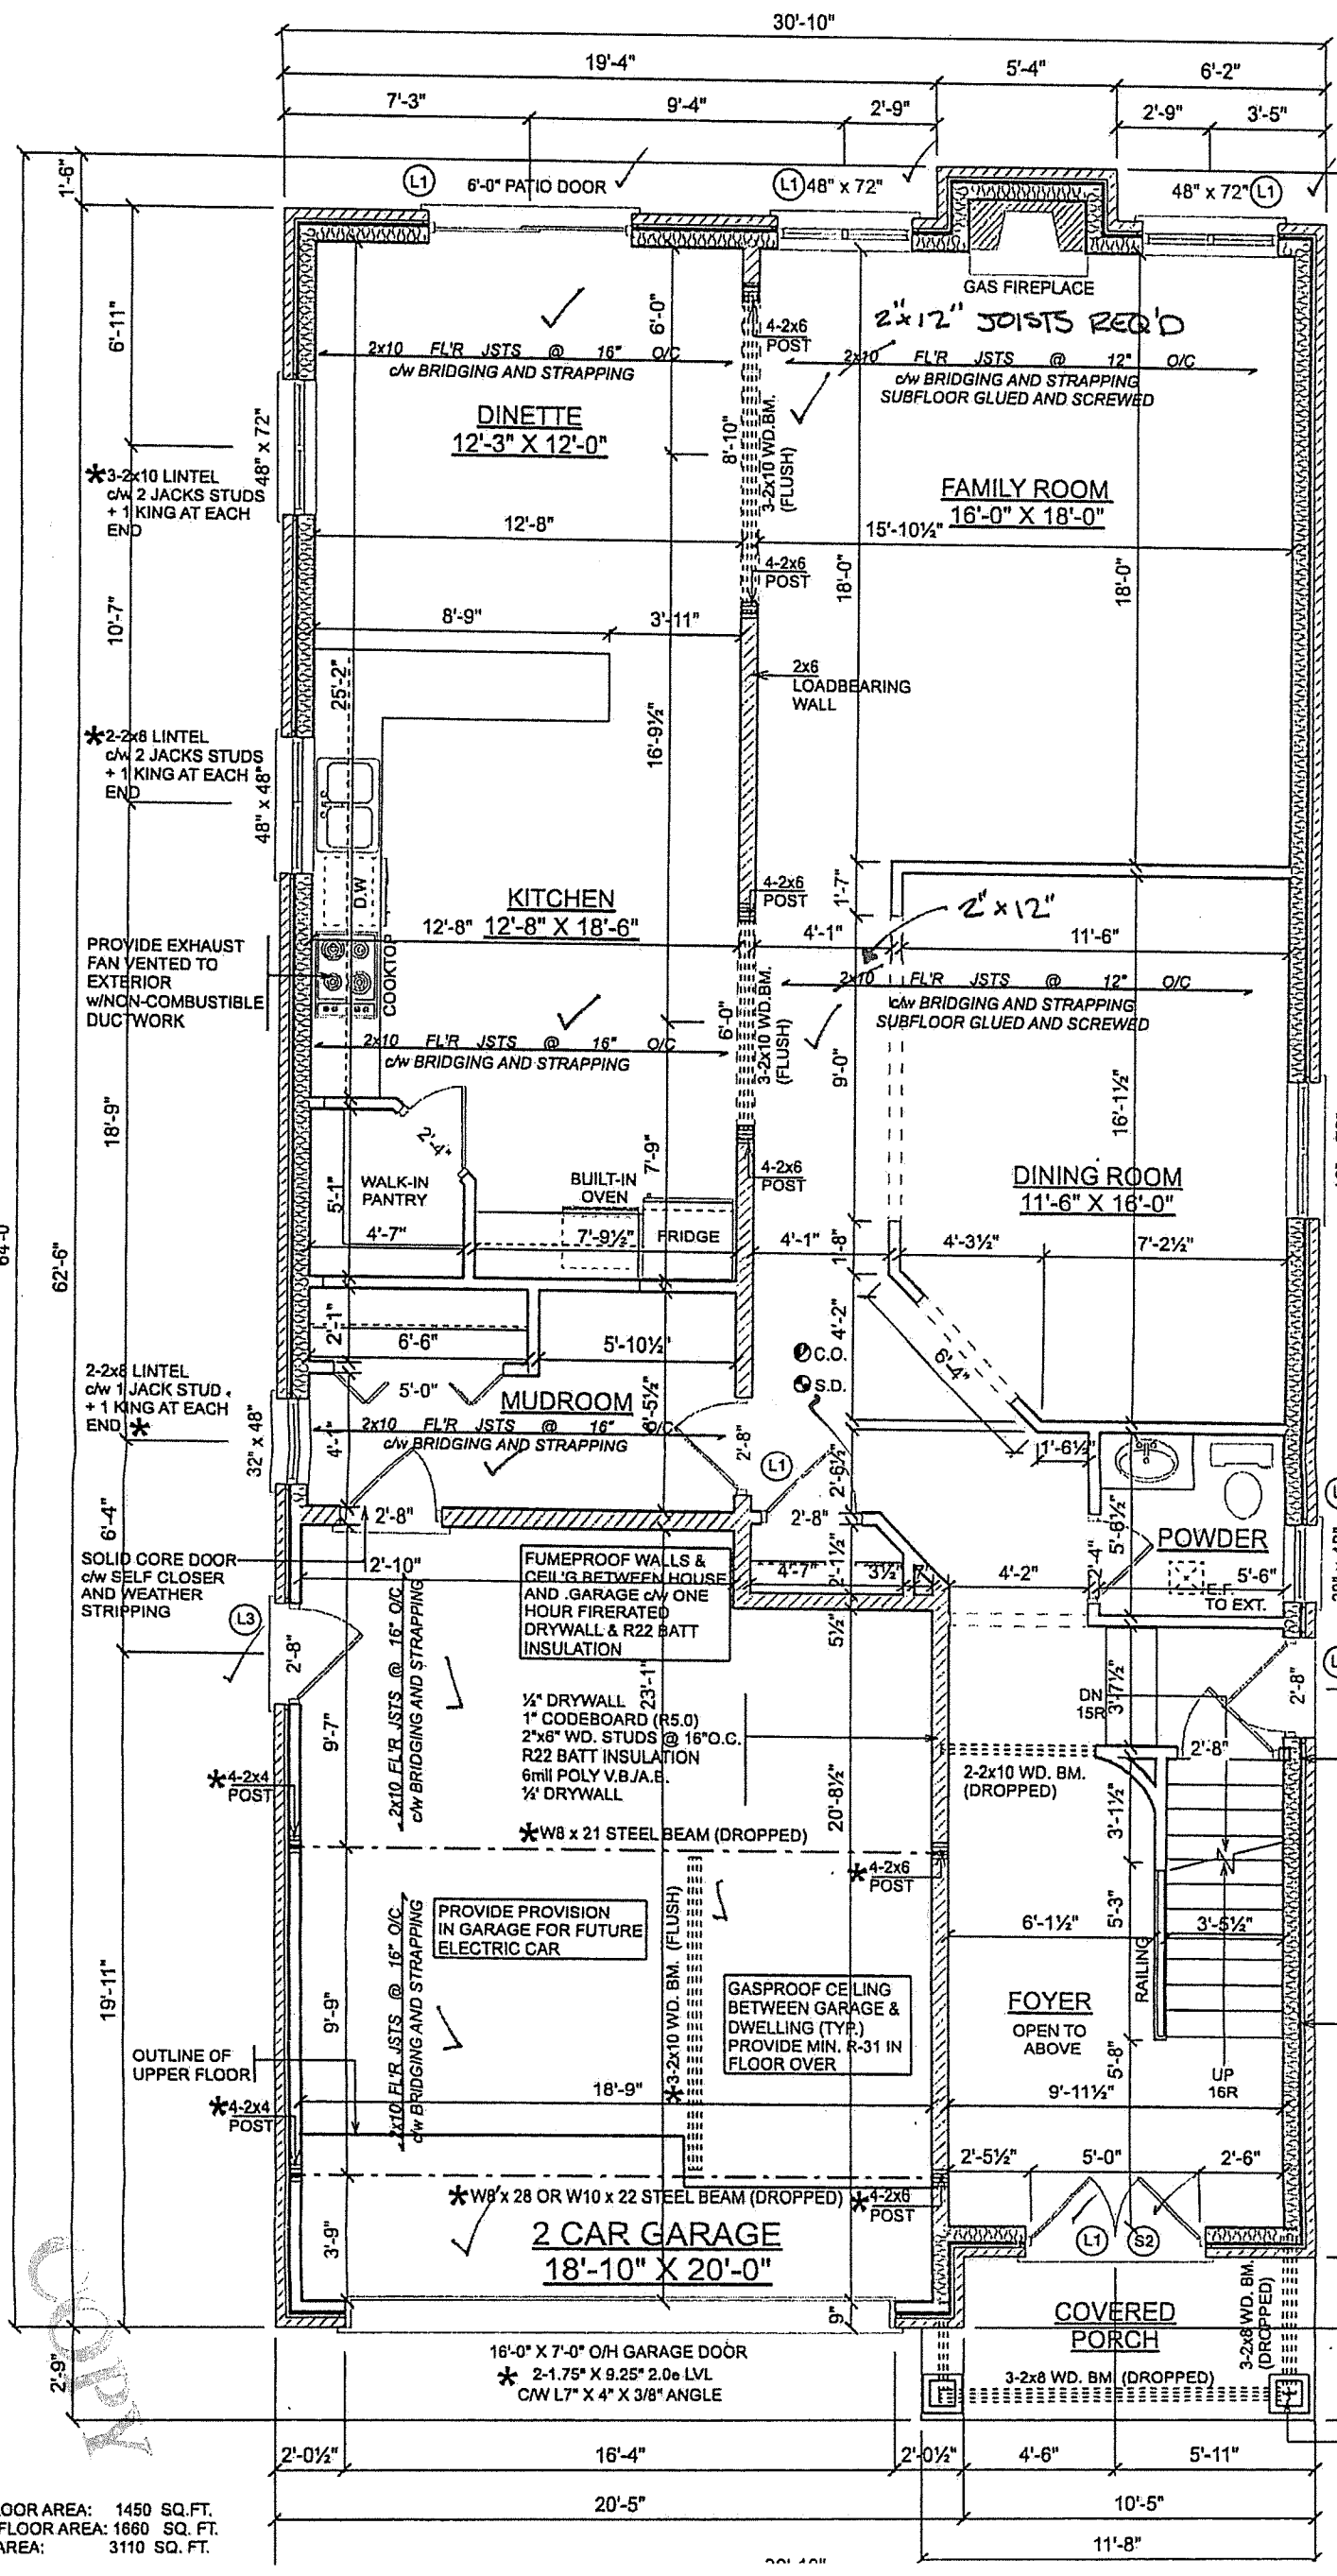 30'-10"
19'-4"
5'-4"
6'-2"
7'-3"
9'-4"
2'-9"
2'-9"
3'-5"
1'-6"
L1
6'-0" PATIO DOOR
L1 48" x 72"
48" x 72" L1
GAS FIREPLACE
2"x12" JOISTS REQ'D
6'-11"
6'-0"
4-2x6
POST
2x10 FL'R JSTS @ 16" O/C
c/w BRIDGING AND STRAPPING
2x10 FL'R JSTS @ 12" O/C
c/w BRIDGING AND STRAPPING
SUBFLOOR GLUED AND SCREWED
DINETTE
12'-3" X 12'-0"
8'-10"
3-2x10 WD.BM.
(FLUSH)
48" x 72"
*3-2x10 LINTEL
c/w 2 JACKS STUDS
+ 1 KING AT EACH
END
FAMILY ROOM
16'-0" X 18'-0"
12'-8"
15'-10½"
4-2x6
POST
18'-0"
18'-0"
10'-7"
8'-9"
3'-11"
2x6
LOADBEARING
WALL
25'-2"
16'-9½"
*2-2x8 LINTEL
c/w 2 JACKS STUDS
+ 1 KING AT EACH
END
48" x 48"
D.W
COOKTOP
4-2x6
POST
1'-7"
2"x12"
KITCHEN
12'-8" 12'-8" X 18'-6"
4'-1"
11'-6"
PROVIDE EXHAUST
FAN VENTED TO
EXTERIOR
w/NON-COMBUSTIBLE
DUCTWORK
2x10 FL'R JSTS @ 12" O/C
c/w BRIDGING AND STRAPPING
SUBFLOOR GLUED AND SCREWED
6'-0"
3-2x10 WD.BM.
(FLUSH)
2x10 FL'R JSTS @ 16" O/C
c/w BRIDGING AND STRAPPING
9'-0"
16'-1½"
18'-9"
2'-4"
7'-9"
4-2x6
POST
WALK-IN
PANTRY
5'-1"
BUILT-IN
OVEN
DINING ROOM
11'-6" X 16'-0"
4'-7"
7'-9½"
FRIDGE
4'-1"
1'-8"
4'-3½"
7'-2½"
64'-0"
62'-6"
2'-1"
6'-6"
5'-10½"
4'-2"
C.O.
S.D.
6'-4"
2-2x8 LINTEL
c/w 1 JACK STUD
+ 1 KING AT EACH
END *
32" x 48"
5'-0"
MUDROOM
2x10 FL'R JSTS @ 16" O/C
c/w BRIDGING AND STRAPPING
4'-1"
8'-5½"
2'-8"
L1
2'-6½"
1'-6½"
6'-4"
2'-8"
2'-8"
5'-6½"
POWDER
SOLID CORE DOOR
c/w SELF CLOSER
AND WEATHER
STRIPPING
2'-10"
FUMEPROOF WALLS &
CEIL'G BETWEEN HOUSE
AND .GARAGE c/w ONE
HOUR FIRERATED
DRYWALL & R22 BATT
INSULATION
4'-7"
2'-1½"
3½"
4'-2"
2'-4"
5'-6"
E.F.
TO EXT.
L3
2'-8"
2x10 FL'R JSTS @ 16" O/C
c/w BRIDGING AND STRAPPING
5½"
23'-1"
½" DRYWALL
1" CODEBOARD (R5.0)
2"x6" WD. STUDS @ 16"O.C.
R22 BATT INSULATION
6mil POLY V.B./A.B.
½" DRYWALL
3'-7½"
DN
15R
2'-8"
2'-8"
9'-7"
*4-2x4
POST
2-2x10 WD. BM.
(DROPPED)
20'-8½"
3'-1½"
*W8 x 21 STEEL BEAM (DROPPED)
*4-2x6
POST
PROVIDE PROVISION
IN GARAGE FOR FUTURE
ELECTRIC CAR
2x10 FL'R JSTS @ 16" O/C
c/w BRIDGING AND STRAPPING
*3-2x10 WD. BM. (FLUSH)
6'-1½"
5'-3"
3'-5½"
RAILING
19'-11"
9'-9"
GASPROOF CEILING
BETWEEN GARAGE &
DWELLING (TYP.)
PROVIDE MIN. R-31 IN
FLOOR OVER
FOYER
OPEN TO
ABOVE
OUTLINE OF
UPPER FLOOR
5'-8"
UP
16R
*4-2x4
POST
18'-9"
9'-11½"
2'-5½"
5'-0"
2'-6"
*W8 x 28 OR W10 x 22 STEEL BEAM (DROPPED)
*4-2x6
POST
3'-9"
2 CAR GARAGE
18'-10" X 20'-0"
L1
S2
9"
COVERED
PORCH
3-2x8 WD. BM.
(DROPPED)
COPY
2'-9"
16'-0" X 7'-0" O/H GARAGE DOOR
* 2-1.75" X 9.25" 2.0e LVL
C/W L7" X 4" X 3/8" ANGLE
3-2x8 WD. BM. (DROPPED)
2'-0½"
16'-4"
2'-0½"
4'-6"
5'-11"
20'-5"
10'-5"
11'-8"
1450 SQ.FT.
FLOOR AREA: 1660 SQ. FT.
AREA: 3110 SQ. FT.